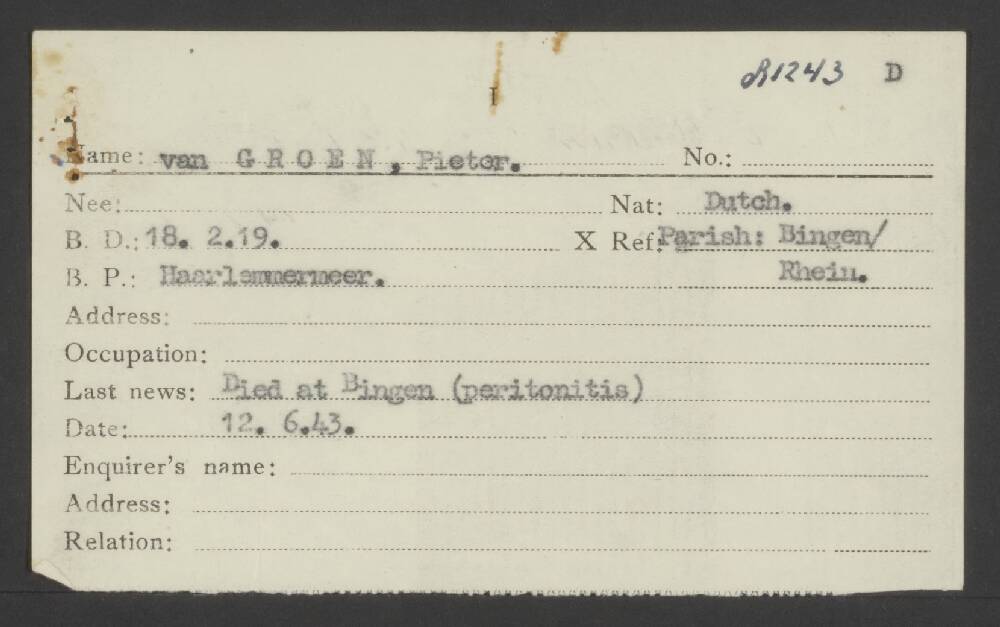 R1243 D
I
Name: van G R O E N, Pieter. No.:
Nee: Nat: Dutch.
B. D.: 18. 2.19. X Ref: Parish: Bingen/
B. P.: Haarlemmermeer. Rhein.
Address:
Occupation:
Last news: Died at Bingen (peritonitis)
Date: 12. 6.43.
Enquirer's name:
Address:
Relation: